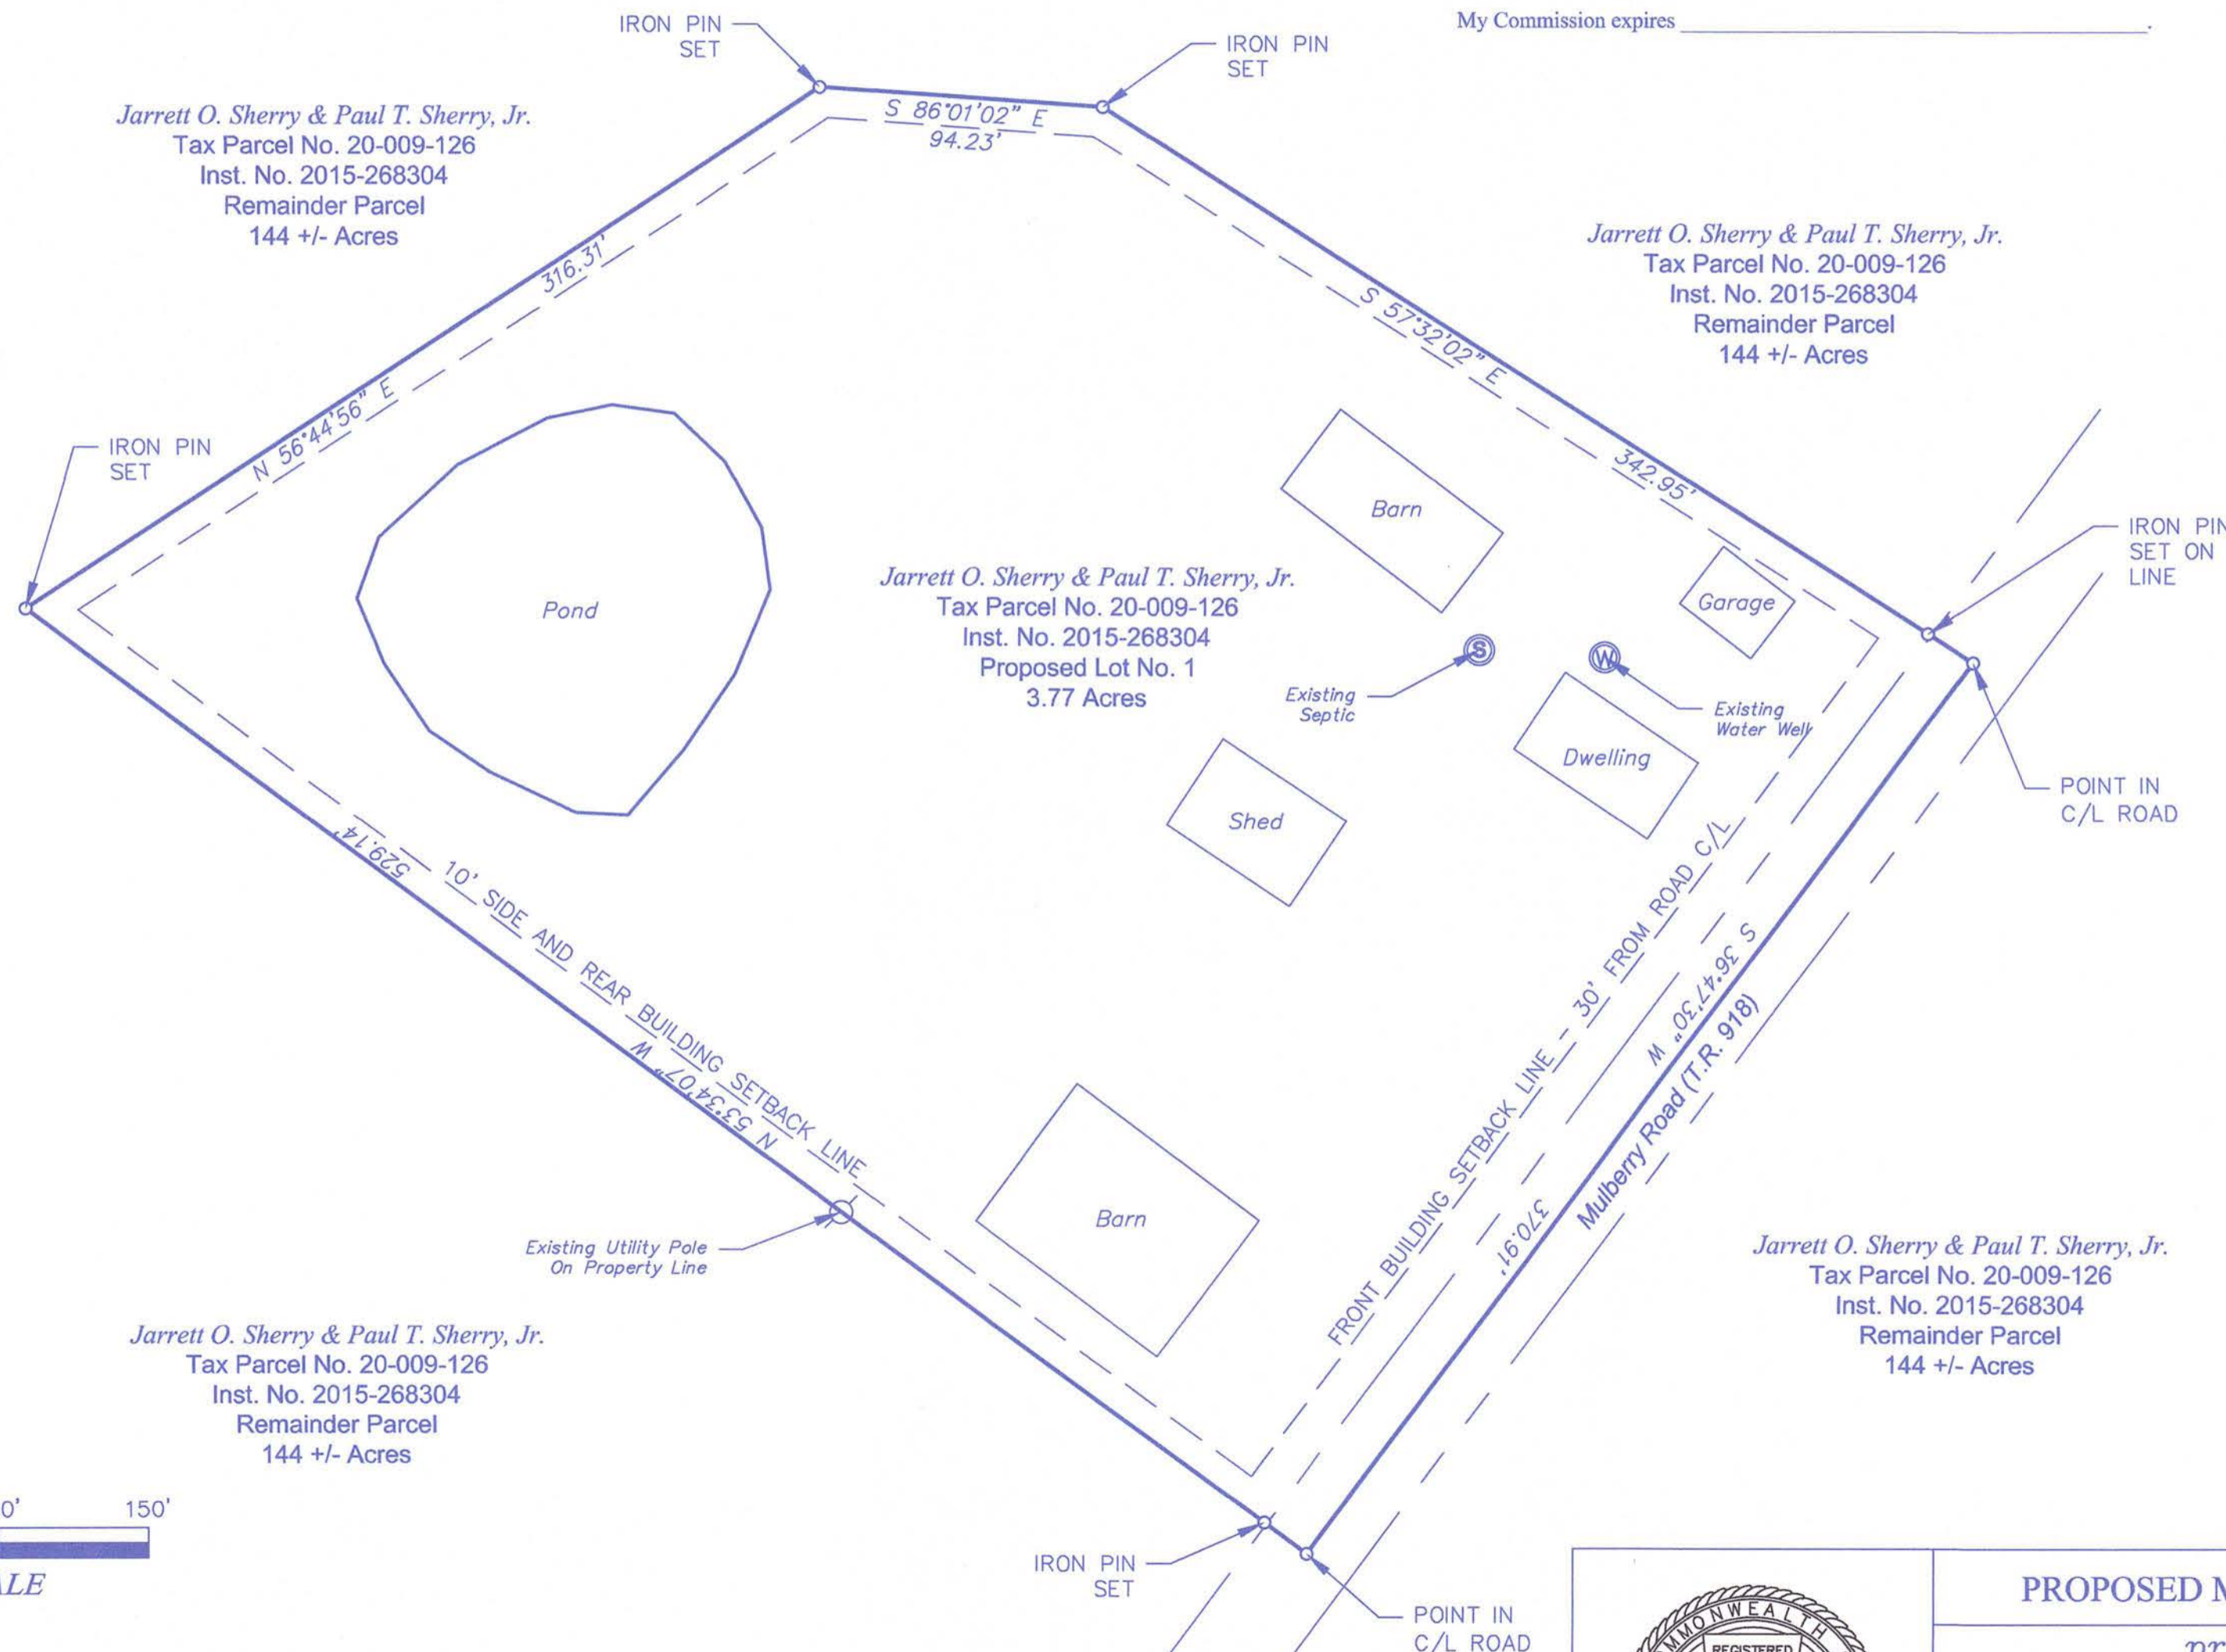 My Commission expires
IRON PIN
SET
IRON PIN
SET
S 86°01'02" E
94.23'
Jarrett O. Sherry & Paul T. Sherry, Jr.
Tax Parcel No. 20-009-126
Inst. No. 2015-268304
Remainder Parcel
144 +/- Acres
Jarrett O. Sherry & Paul T. Sherry, Jr.
Tax Parcel No. 20-009-126
Inst. No. 2015-268304
Remainder Parcel
144 +/- Acres
316.31'
N 56°44'56" E
S 57°32'02" E
342.95'
IRON PIN
SET
Barn
IRON PIN
SET ON
LINE
Garage
Pond
Jarrett O. Sherry & Paul T. Sherry, Jr.
Tax Parcel No. 20-009-126
Inst. No. 2015-268304
Proposed Lot No. 1
3.77 Acres
S
W
Existing
Septic
Existing
Water Well
Dwelling
Shed
POINT IN
C/L ROAD
529.14'
10' SIDE AND REAR BUILDING SETBACK LINE
N 53°34'07" W
FRONT BUILDING SETBACK LINE - 30' FROM ROAD C/L
S 36°47'30" W
370.91'
Mulberry Road (T.R. 918)
Barn
Existing Utility Pole
On Property Line
Jarrett O. Sherry & Paul T. Sherry, Jr.
Tax Parcel No. 20-009-126
Inst. No. 2015-268304
Remainder Parcel
144 +/- Acres
Jarrett O. Sherry & Paul T. Sherry, Jr.
Tax Parcel No. 20-009-126
Inst. No. 2015-268304
Remainder Parcel
144 +/- Acres
0'
150'
IRON PIN
SET
POINT IN
C/L ROAD
PROPOSED
REGISTERED